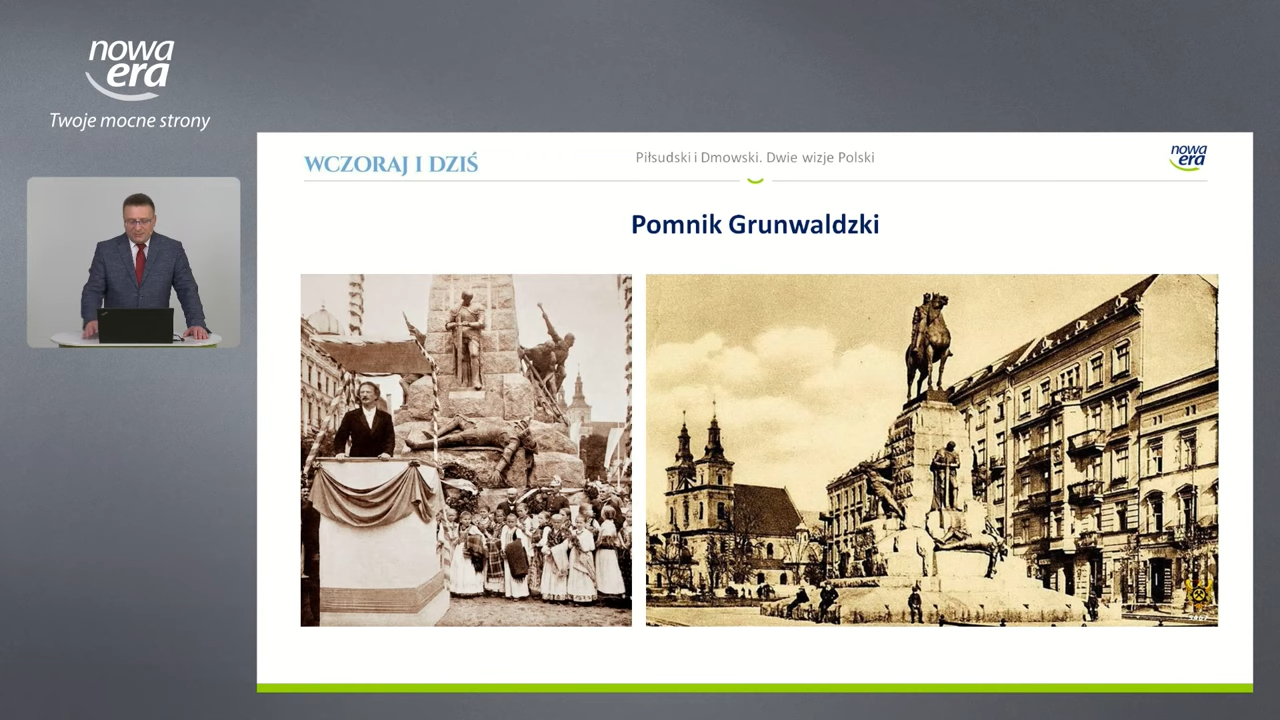 nowa
era
Twoje mocne strony
WCZORAJ I DZIŚ
Piłsudski i Dmowski. Dwie wizje Polski
nowa
era
Pomnik Grunwaldzki